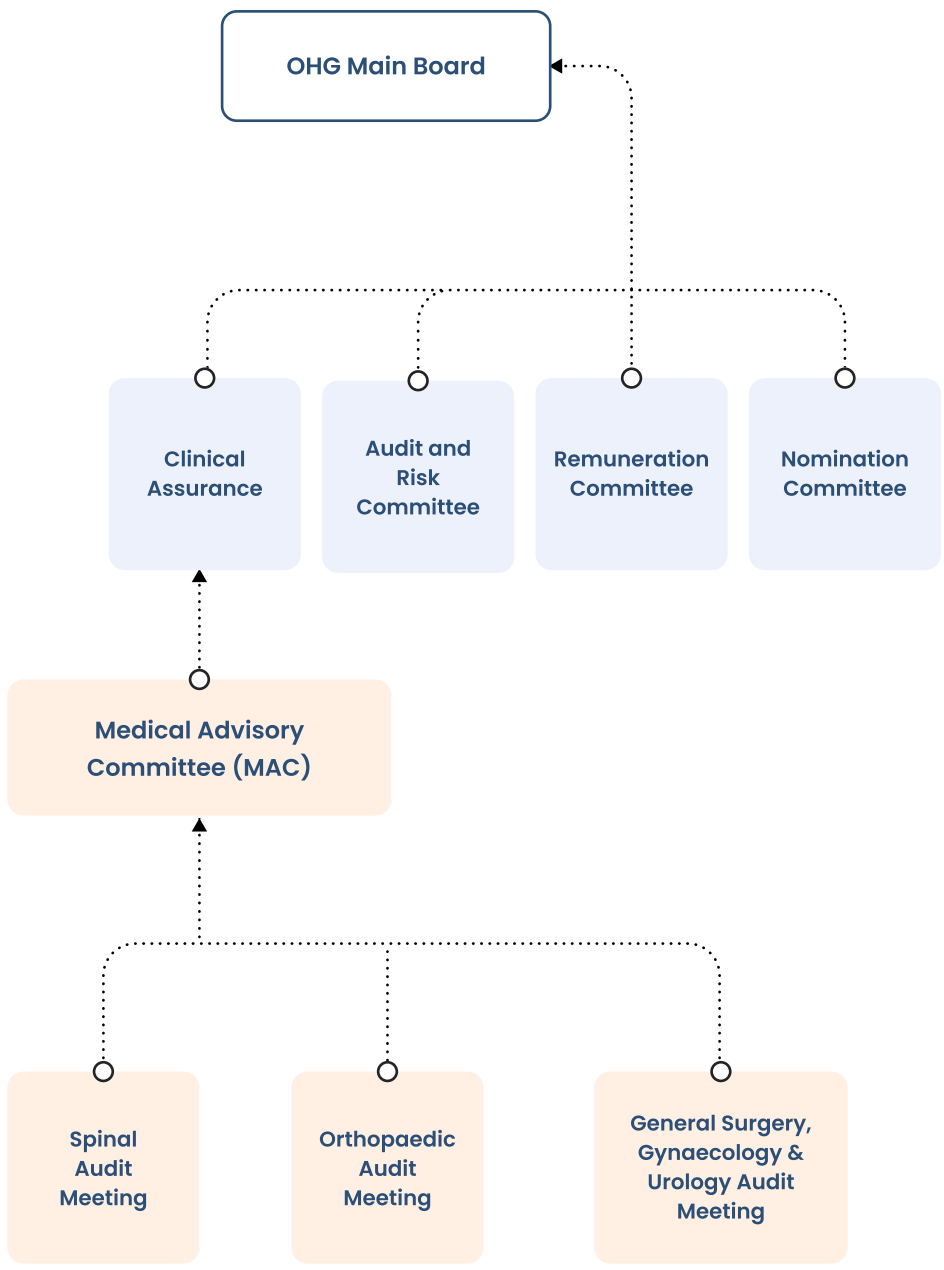 OHG Main Board
Clinical
Assurance
Audit and
Risk
Committee
Remuneration
Committee
Nomination
Committee
Medical Advisory
Committee (MAC)
Spinal
Audit
Meeting
Orthopaedic
Audit
Meeting
General Surgery,
Gynaecology &
Urology Audit
Meeting